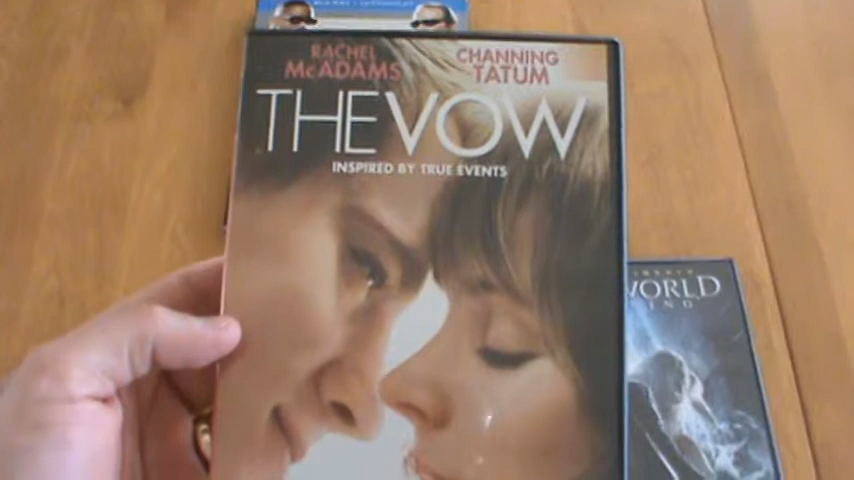 RACHEL
McADAMS
CHANNING
TATUM
THE VOW
INSPIRED BY TRUE EVENTS
WORLD